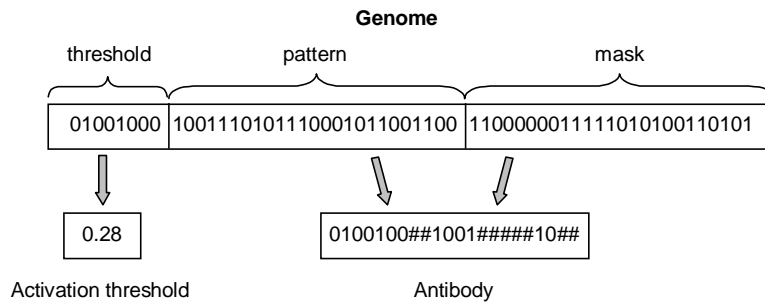 Genome
threshold pattern mask
01001000 1001110101110001011001100 1100000011111010100110101
0.28 0100100##1001#####10##
Activation threshold Antibody